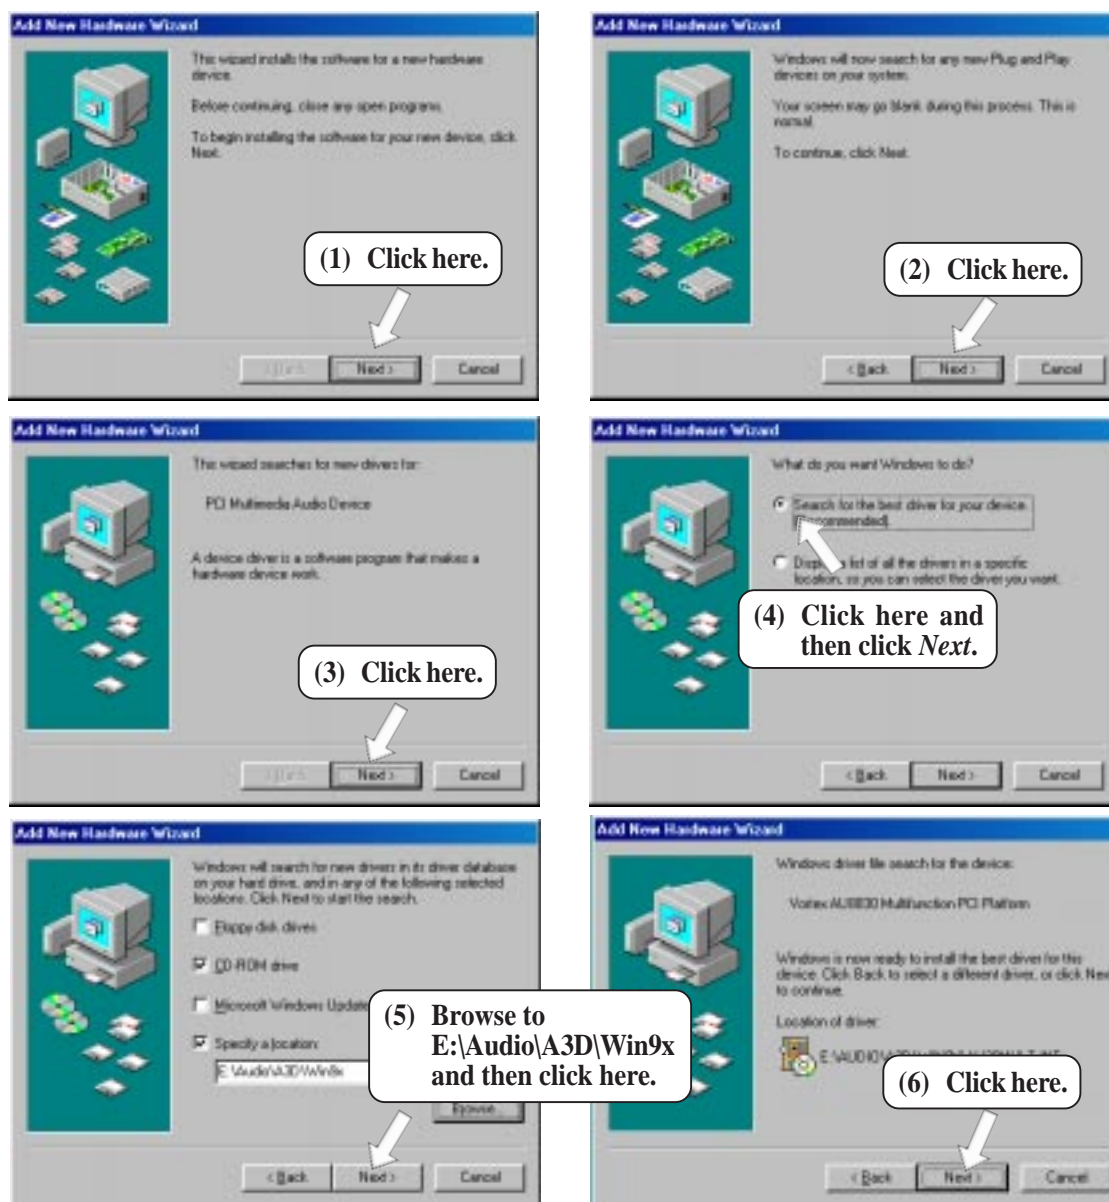 Add New Hardware Wizard
This wizard installs the software for a new hardware
device.
Before continuing, close any open programs.
To begin installing the software for your new device, click
Next.
(1) Click here.
Next >
Cancel
Add New Hardware Wizard
Windows will now search for any new Plug and Play
devices on your system.
Your screen may go blank during this process. This is
normal.
To continue, click Next.
(2) Click here.
< Back
Next >
Cancel
Add New Hardware Wizard
This wizard searches for new drivers for:
PCI Multimedia Audio Device
A device driver is a software program that makes a
hardware device work.
(3) Click here.
Next >
Cancel
Add New Hardware Wizard
What do you want Windows to do?
Search for the best driver for your device.
a list of all the drivers in a specific
location, so you can select the driver you want.
(4) Click here and
then click Next.
< Back
Next >
Cancel
Add New Hardware Wizard
Windows will search for new drivers in its driver database
on your hard drive, and in any of the following selected
locations. Click Next to start the search.
Floppy disk drives
CD-ROM drive
Microsoft Windows Update
Specify a location:
E:\Audio\A3D\Win9x
Browse...
(5) Browse to
E:\Audio\A3D\Win9x
and then click here.
< Back
Next >
Cancel
Add New Hardware Wizard
Windows driver file search for the device:
Vortex AU8830 Multifunction PCI Platform
Windows is now ready to install the best driver for this
device. Click Back to select a different driver, or click Next
to continue.
Location of driver:
(6) Click here.
< Back
Next >
Cancel